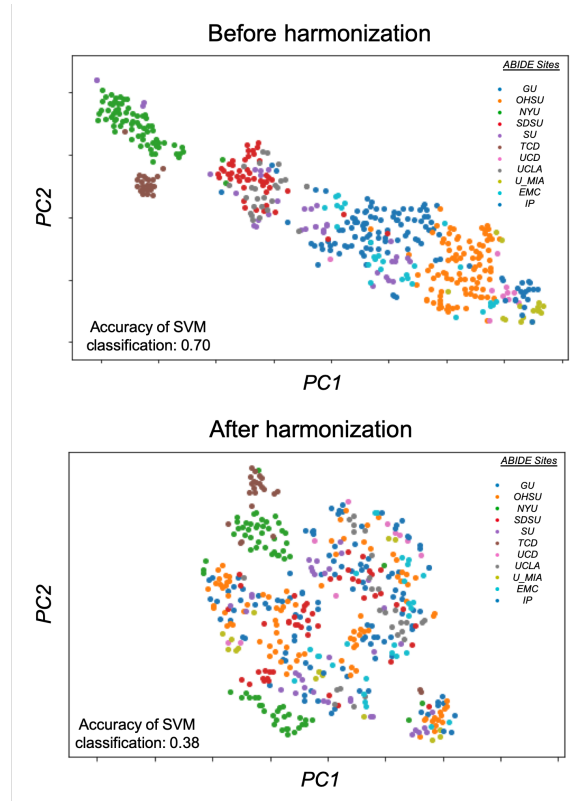 Before harmonization
ABIDE Sites
GU
OHSU
NYU
SDSU
SU
TCD
UCD
UCLA
U_MIA
EMC
IP
PC2
Accuracy of SVM
classification: 0.70
PC1
After harmonization
ABIDE Sites
GU
OHSU
NYU
SDSU
SU
TCD
UCD
UCLA
U_MIA
EMC
IP
PC2
Accuracy of SVM
classification: 0.38
PC1